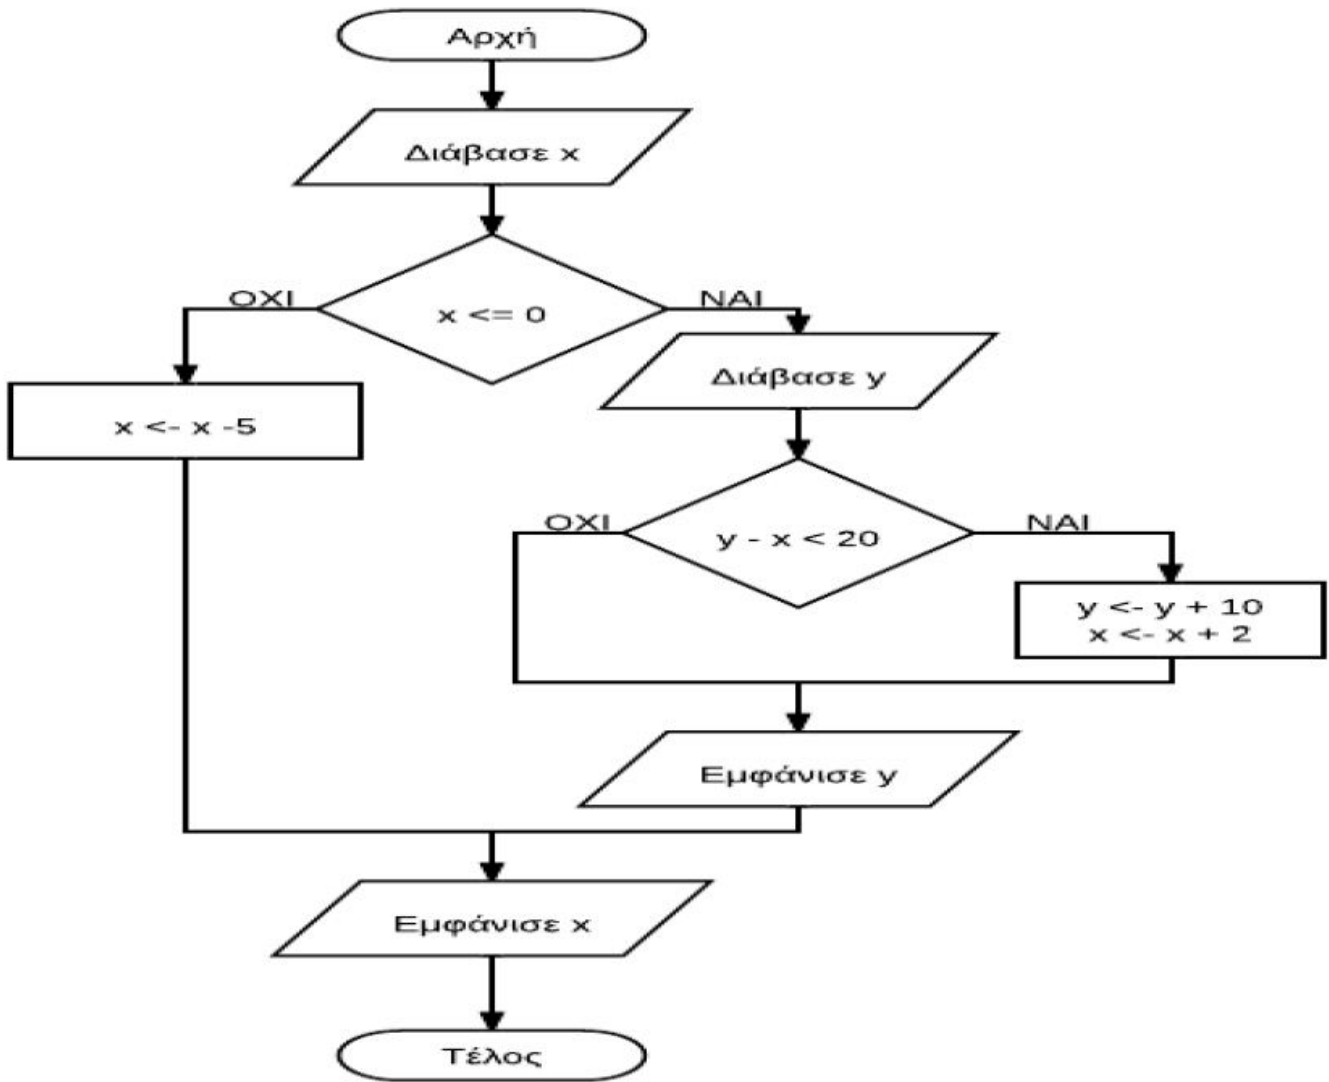 Αρχή
Διάβασε x
ΟΧΙ
ΝΑΙ
x <= 0
Διάβασε y
x <- x -5
ΟΧΙ
ΝΑΙ
y - x < 20
y <- y + 10
x <- x + 2
Εμφάνισε y
Εμφάνισε x
Τέλος